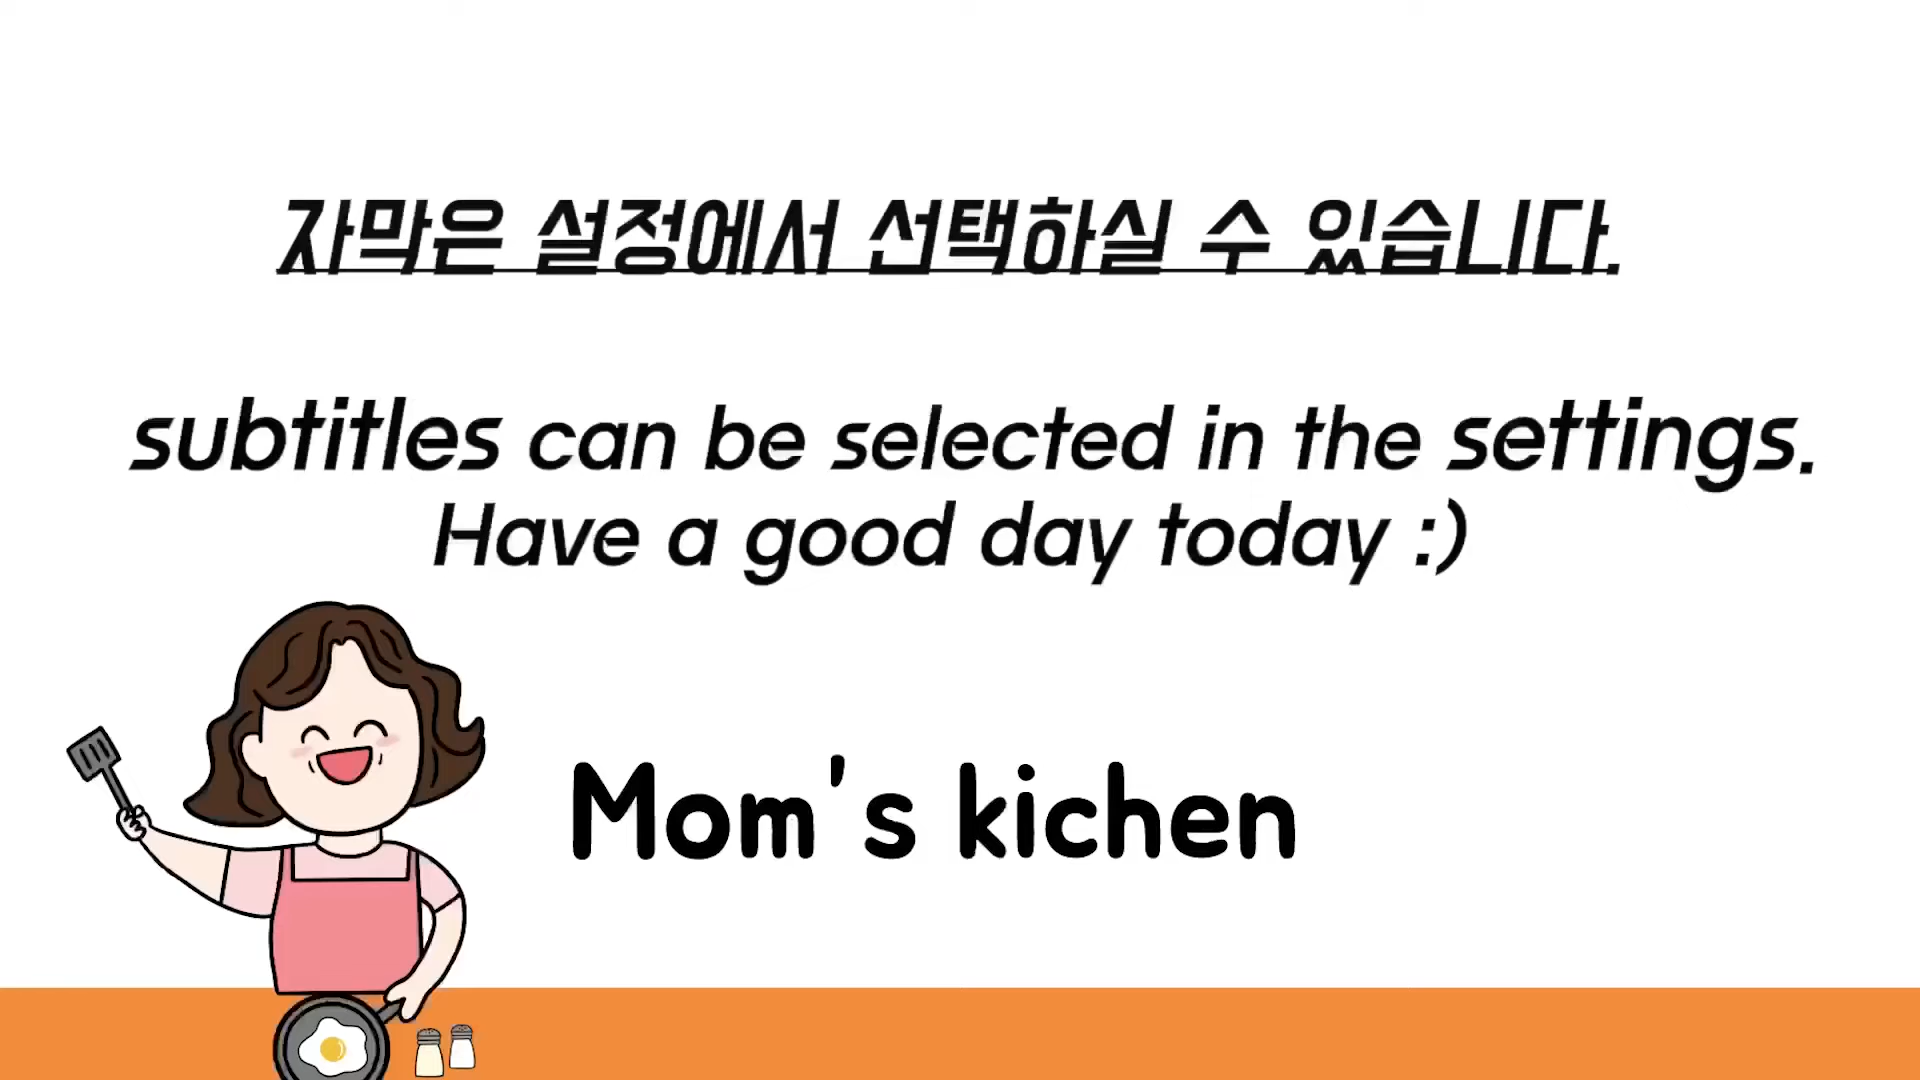 자막은 설정에서 선택하실 수 있습니다.
subtitles can be selected in the settings.
Have a good day today :)
Mom's kichen